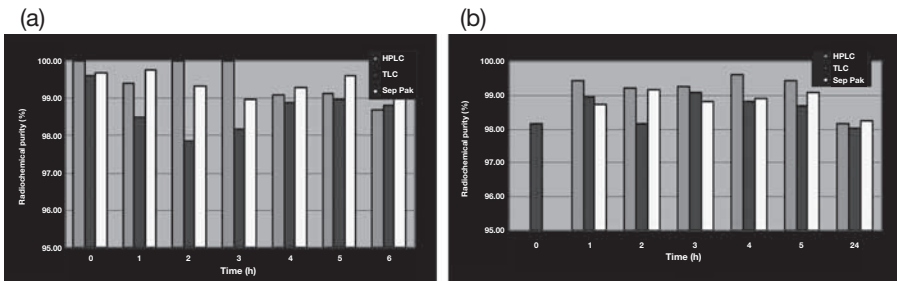 (a)
HPLC
TLC
Sep Pak
Radiochemical purity (%)
100.00
99.00
98.00
97.00
96.00
95.00
0 1 2 3 4 5 6
Time (h)
(b)
HPLC
TLC
Sep Pak
Radiochemical purity (%)
100.00
99.00
98.00
97.00
96.00
95.00
0 1 2 3 4 5 24
Time (h)